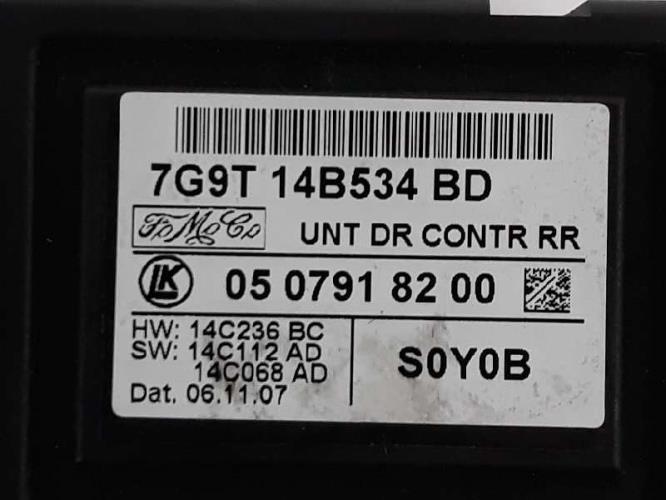 7G9T 14B534 BD
FoMoCo UNT DR CONTR RR
LK 05 0791 82 00
HW: 14C236 BC
SW: 14C112 AD
14C068 AD
Dat. 06.11.07
S0Y0B